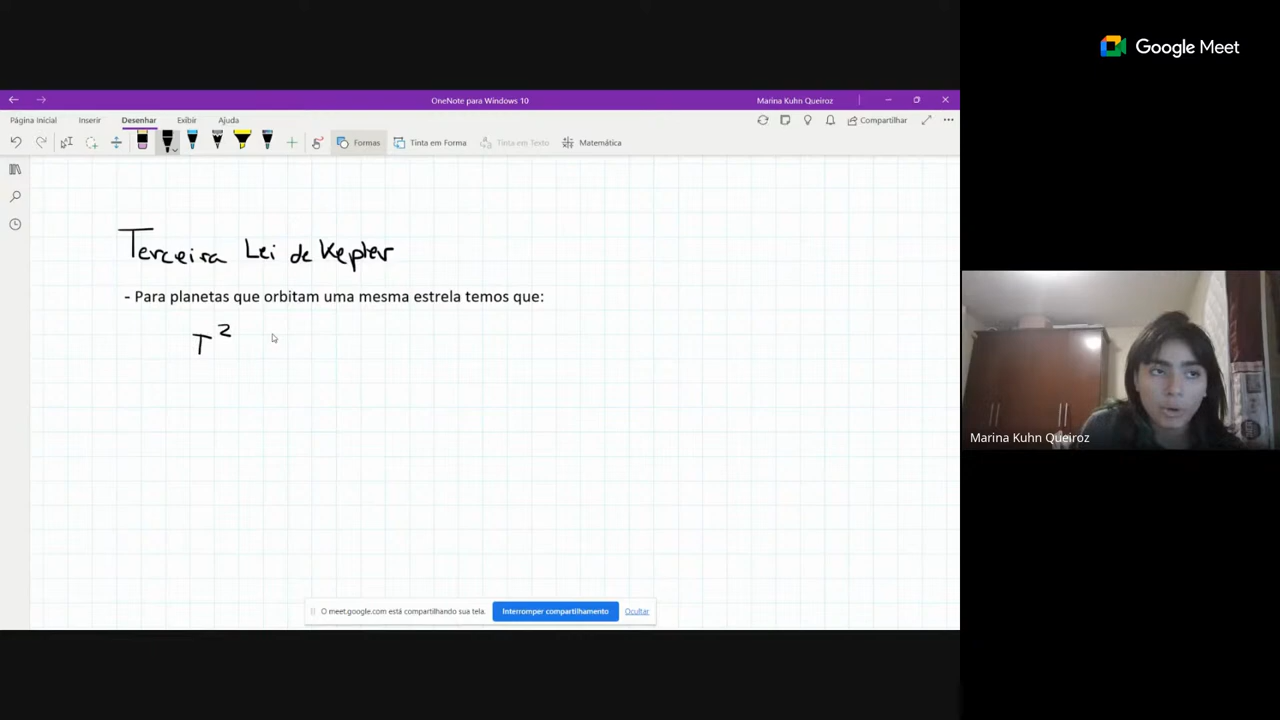 Google Meet
OneNote para Windows 10
Marina Kuhn Queiroz
Página Inicial Inserir Desenhar Exibir Ajuda
Compartilhar
Formas Tinta em Forma Tinta em Texto Matemática
Terceira Lei de Kepler
- Para planetas que orbitam uma mesma estrela temos que:
T²
Marina Kuhn Queiroz
O meet.google.com está compartilhando sua tela. Interromper compartilhamento Ocultar